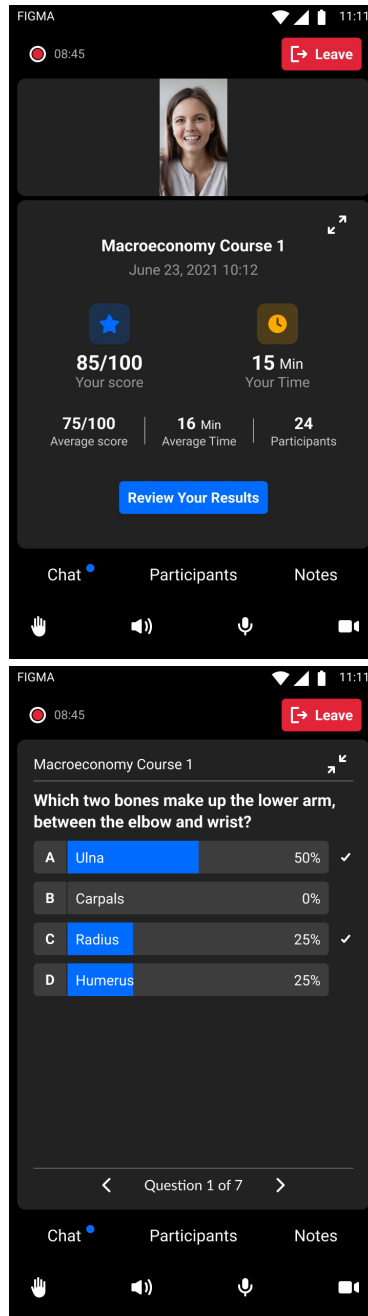 FIGMA 11:11
08:45 Leave
Macroeconomy Course 1
June 23, 2021 10:12
85/100 15 Min
Your score Your Time
75/100 16 Min 24
Average score Average Time Participants
Review Your Results
Chat Participants Notes
FIGMA 11:11
08:45 Leave
Macroeconomy Course 1
Which two bones make up the lower arm,
between the elbow and wrist?
A Ulna 50%
B Carpals 0%
C Radius 25%
D Humerus 25%
Question 1 of 7
Chat Participants Notes